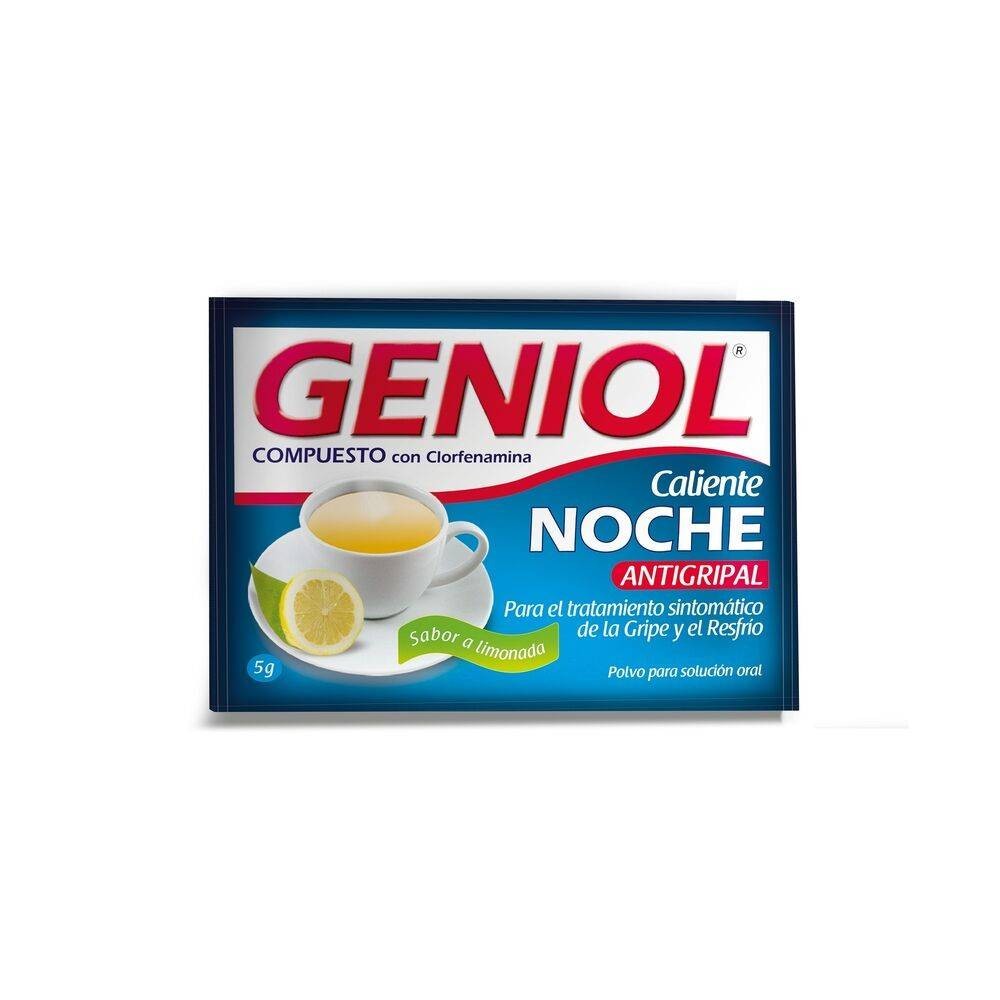 GENIOL®
COMPUESTO con Clorfenamina
Caliente
NOCHE
ANTIGRIPAL
Para el tratamiento sintomático
de la Gripe y el Resfrío
Sabor a limonada
5g
Polvo para solución oral